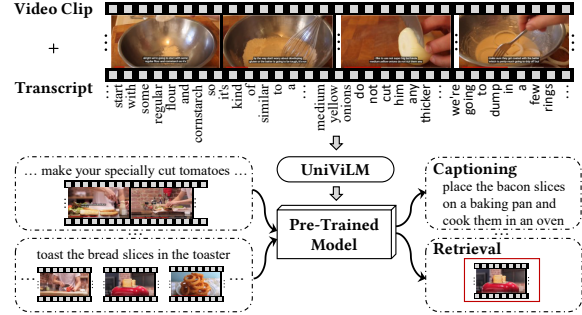 Video Clip
+
Transcript
... start with some regular flour and cornstarch so it's kind of similar to a ... medium yellow onions do not cut him any thicker ... we're going to dump in a few rings ...
UniViLM
... make your specially cut tomatoes ...
toast the bread slices in the toaster
Pre-Trained
Model
Captioning
place the bacon slices
on a baking pan and
cook them in an oven
...
Retrieval